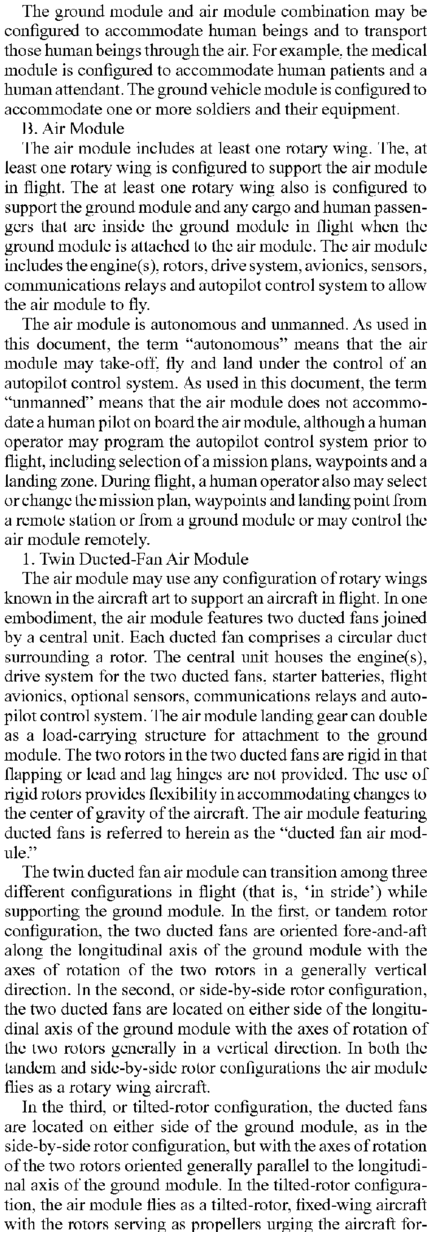 The ground module and air module combination may be
configured to accommodate human beings and to transport
those human beings through the air. For example, the medical
module is configured to accommodate human patients and a
human attendant. The ground vehicle module is configured to
accommodate one or more soldiers and their equipment.
B. Air Module
The air module includes at least one rotary wing. The, at
least one rotary wing is configured to support the air module
in flight. The at least one rotary wing also is configured to
support the ground module and any cargo and human passen-
gers that are inside the ground module in flight when the
ground module is attached to the air module. The air module
includes the engine(s), rotors, drive system, avionics, sensors,
communications relays and autopilot control system to allow
the air module to fly.
The air module is autonomous and unmanned. As used in
this document, the term “autonomous” means that the air
module may take-off, fly and land under the control of an
autopilot control system. As used in this document, the term
“unmanned” means that the air module does not accommo-
date a human pilot on board the air module, although a human
operator may program the autopilot control system prior to
flight, including selection of a mission plans, waypoints and a
landing zone. During flight, a human operator also may select
or change the mission plan, waypoints and landing point from
a remote station or from a ground module or may control the
air module remotely.
1. Twin Ducted-Fan Air Module
The air module may use any configuration of rotary wings
known in the aircraft art to support an aircraft in flight. In one
embodiment, the air module features two ducted fans joined
by a central unit. Each ducted fan comprises a circular duct
surrounding a rotor. The central unit houses the engine(s),
drive system for the two ducted fans, starter batteries, flight
avionics, optional sensors, communications relays and auto-
pilot control system. The air module landing gear can double
as a load-carrying structure for attachment to the ground
module. The two rotors in the two ducted fans are rigid in that
flapping or lead and lag hinges are not provided. The use of
rigid rotors provides flexibility in accommodating changes to
the center of gravity of the aircraft. The air module featuring
ducted fans is referred to herein as the “ducted fan air mod-
ule.”
The twin ducted fan air module can transition among three
different configurations in flight (that is, ‘in stride’) while
supporting the ground module. In the first, or tandem rotor
configuration, the two ducted fans are oriented fore-and-aft
along the longitudinal axis of the ground module with the
axes of rotation of the two rotors in a generally vertical
direction. In the second, or side-by-side rotor configuration,
the two ducted fans are located on either side of the longitu-
dinal axis of the ground module with the axes of rotation of
the two rotors generally in a vertical direction. In both the
tandem and side-by-side rotor configurations the air module
flies as a rotary wing aircraft.
In the third, or tilted-rotor configuration, the ducted fans
are located on either side of the ground module, as in the
side-by-side rotor configuration, but with the axes of rotation
of the two rotors oriented generally parallel to the longitudi-
nal axis of the ground module. In the tilted-rotor configura-
tion, the air module flies as a tilted-rotor, fixed-wing aircraft
with the rotors serving as propellers urging the aircraft for-